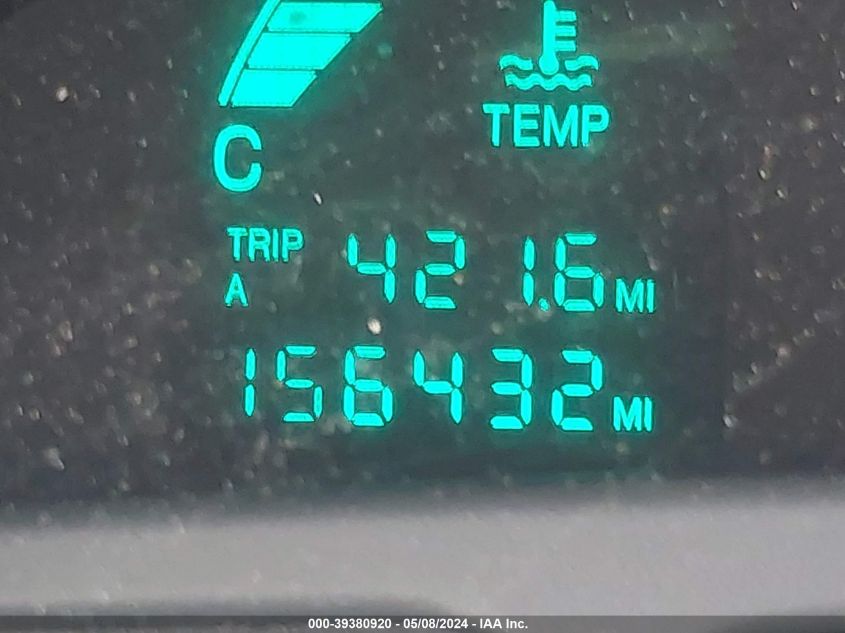 C
TEMP
TRIP
A 421.6 MI
156432 MI
000-39380920 - 05/08/2024 - IAA Inc.